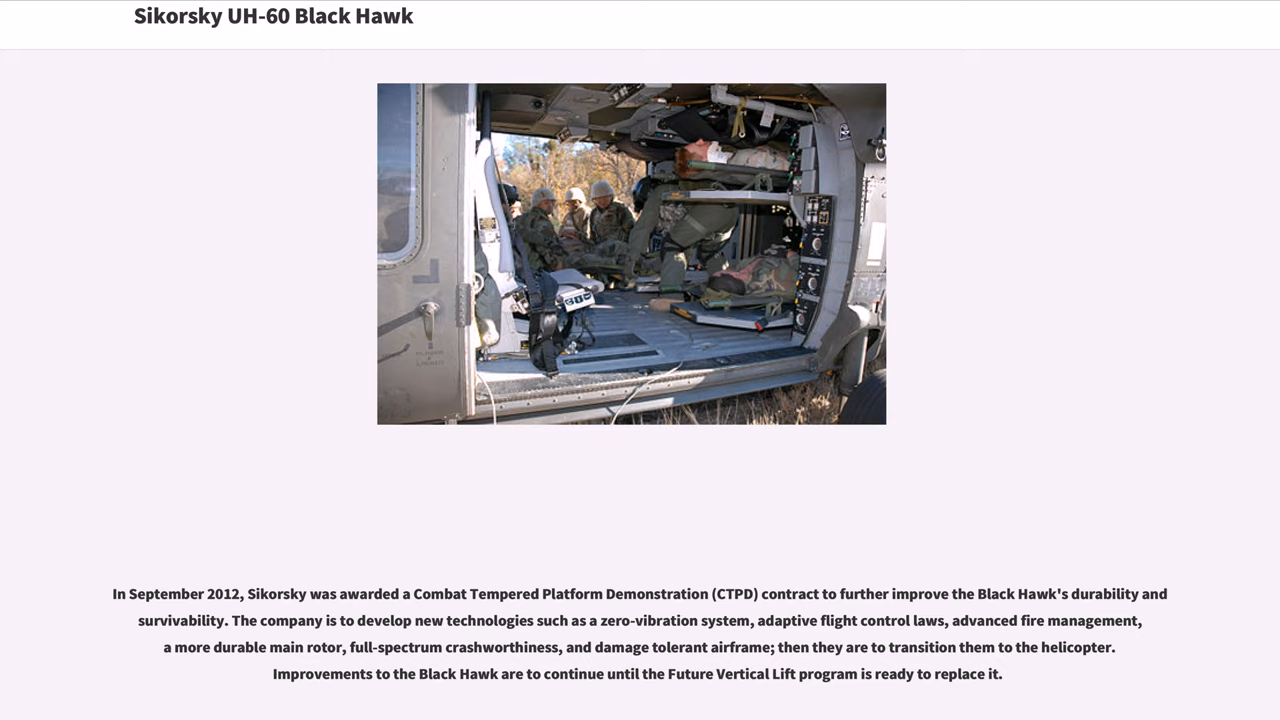 Sikorsky UH-60 Black Hawk
In September 2012, Sikorsky was awarded a Combat Tempered Platform Demonstration (CTPD) contract to further improve the Black Hawk's durability and
survivability. The company is to develop new technologies such as a zero-vibration system, adaptive flight control laws, advanced fire management,
a more durable main rotor, full-spectrum crashworthiness, and damage tolerant airframe; then they are to transition them to the helicopter.
Improvements to the Black Hawk are to continue until the Future Vertical Lift program is ready to replace it.